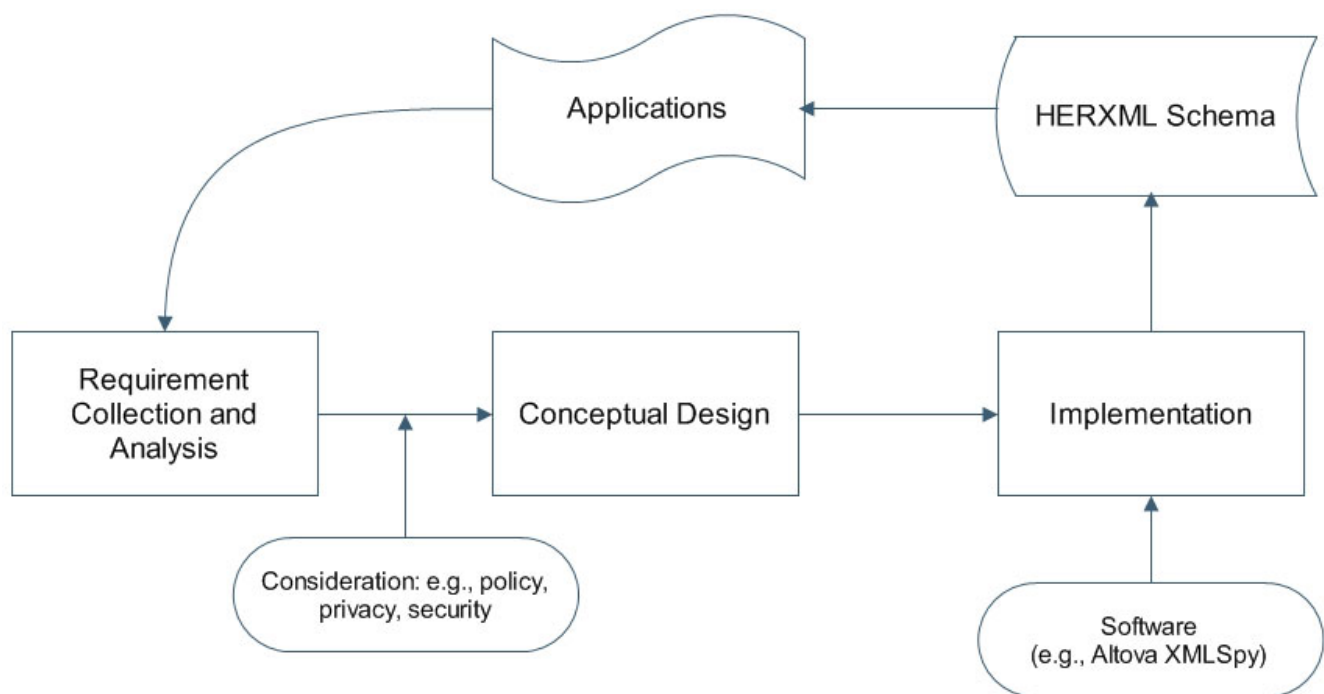 Applications
HERXML Schema
Requirement
Collection and
Analysis
Conceptual Design
Implementation
Consideration: e.g., policy,
privacy, security
Software
(e.g., Altova XMLSpy)